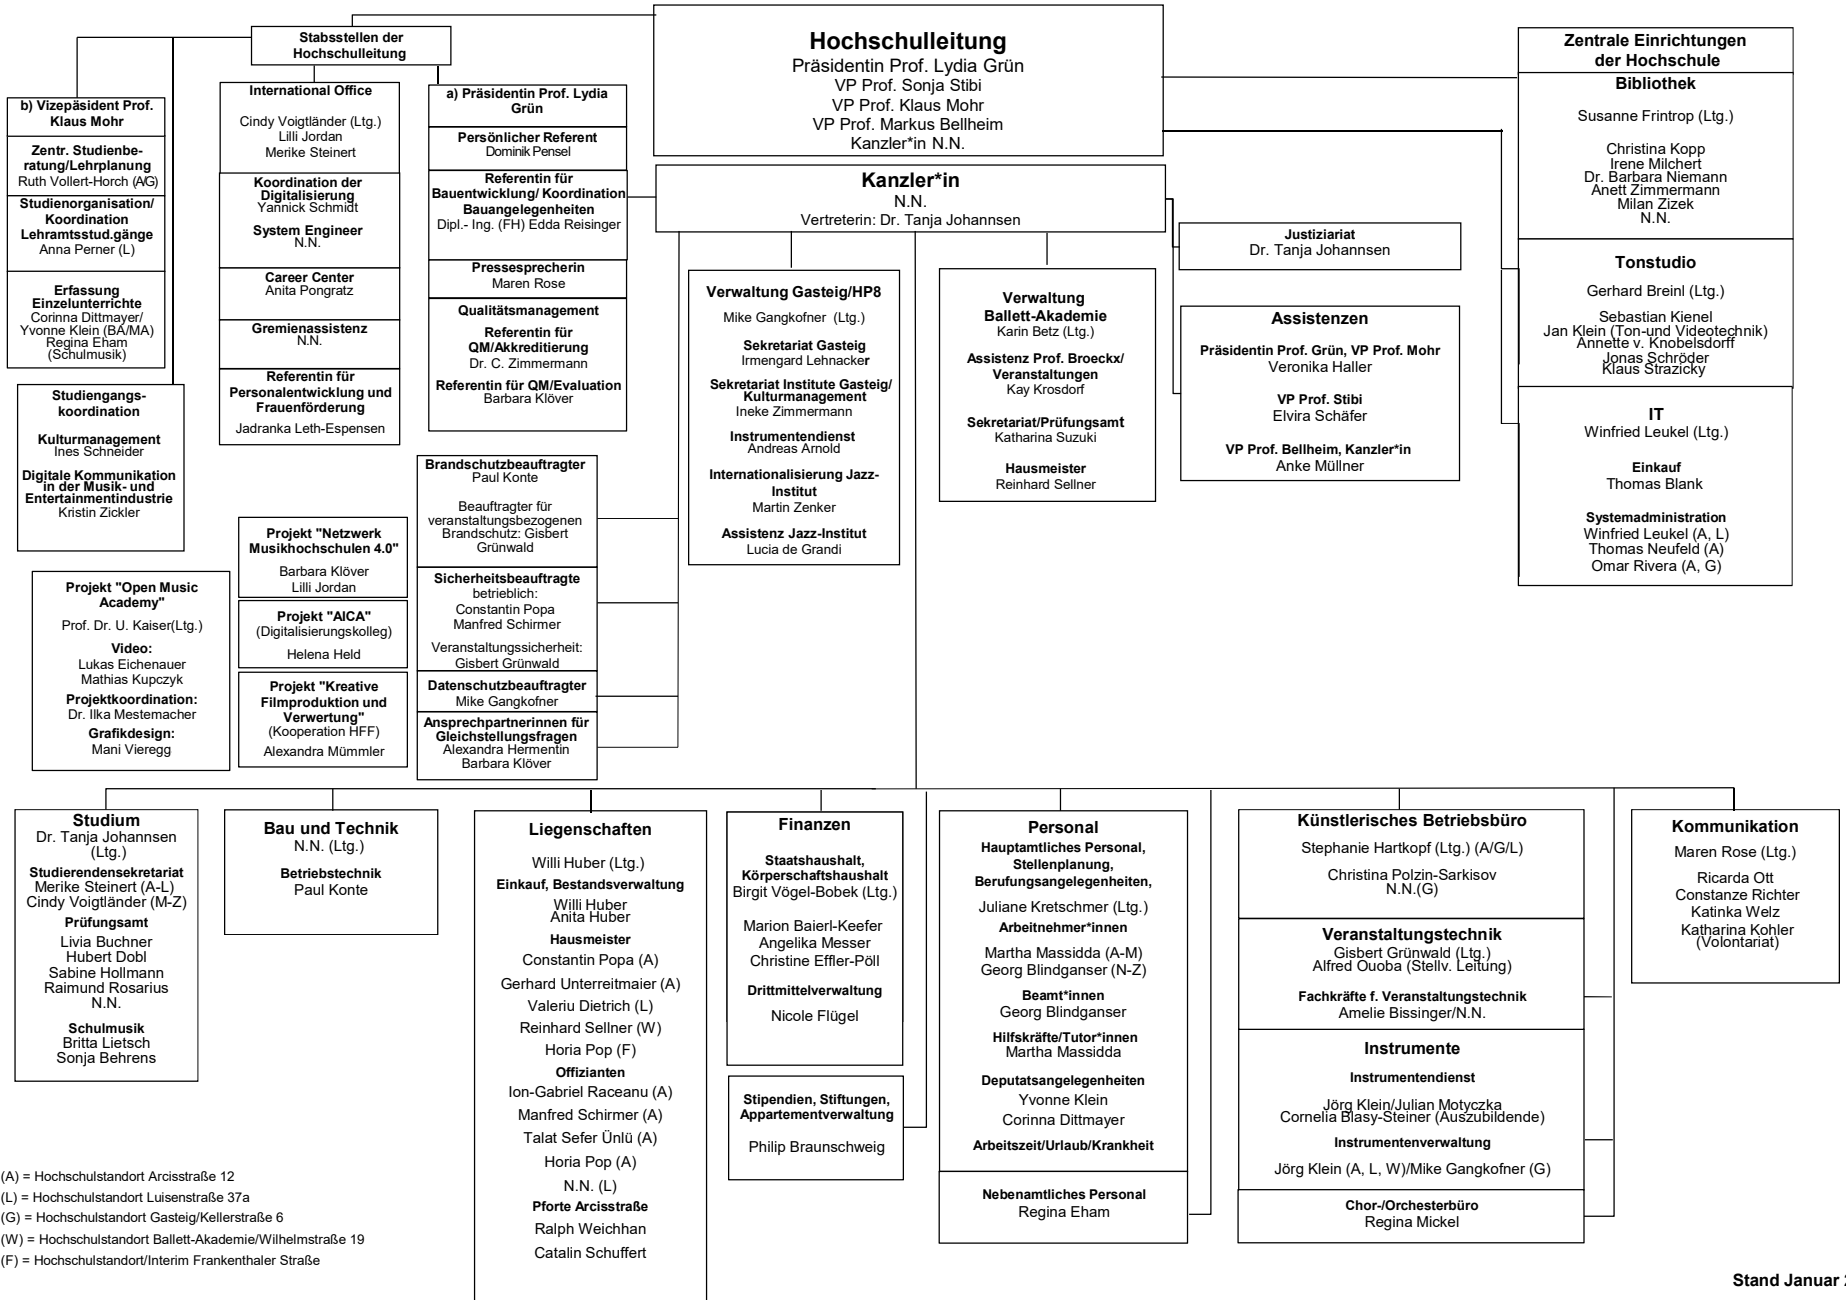 Stabsstellen der
Hochschulleitung
Hochschulleitung
Präsidentin Prof. Lydia Grün
VP Prof. Sonja Stibi
VP Prof. Klaus Mohr
VP Prof. Markus Bellheim
Kanzler*in N.N.
Zentrale Einrichtungen
der Hochschule
Bibliothek
Susanne Frintrop (Ltg.)
Christina Kopp
Irene Milchert
Dr. Barbara Niemann
Anett Zimmermann
Milan Zizek
N.N.
Tonstudio
Gerhard Breinl (Ltg.)
Sebastian Kienel
Jan Klein (Ton-und Videotechnik)
Annette v. Knobelsdorff
Jonas Schröder
Klaus Strazicky
IT
Winfried Leukel (Ltg.)
Einkauf
Thomas Blank
Systemadministration
Winfried Leukel (A, L)
Thomas Neufeld (A)
Omar Rivera (A, G)
b) Vizepäsident Prof.
Klaus Mohr
Zentr. Studienbe-
ratung/Lehrplanung
Ruth Vollert-Horch (A/G)
Studienorganisation/
Koordination
Lehramtsstud.gänge
Anna Perner (L)
Erfassung
Einzelunterrichte
Corinna Dittmayer/
Yvonne Klein (BA/MA)
Regina Eham
(Schulmusik)
Studiengangs-
koordination
Kulturmanagement
Ines Schneider
Digitale Kommunikation
in der Musik- und
Entertainmentindustrie
Kristin Zickler
International Office
Cindy Voigtländer (Ltg.)
Lilli Jordan
Merike Steinert
Koordination der
Digitalisierung
Yannick Schmidt
System Engineer
N.N.
Career Center
Anita Pongratz
Gremienassistenz
N.N.
Referentin für
Personalentwicklung und
Frauenförderung
Jadranka Leth-Espensen
a) Präsidentin Prof. Lydia
Grün
Persönlicher Referent
Dominik Pensel
Referentin für
Bauentwicklung/ Koordination
Bauangelegenheiten
Dipl.- Ing. (FH) Edda Reisinger
Pressesprecherin
Maren Rose
Qualitätsmanagement
Referentin für
QM/Akkreditierung
Dr. C. Zimmermann
Referentin für QM/Evaluation
Barbara Klöver
Kanzler*in
N.N.
Vertreterin: Dr. Tanja Johannsen
Justiziariat
Dr. Tanja Johannsen
Verwaltung Gasteig/HP8
Mike Gangkofner (Ltg.)
Sekretariat Gasteig
Irmengard Lehnacker
Sekretariat Institute Gasteig/
Kulturmanagement
Ineke Zimmermann
Instrumentendienst
Andreas Arnold
Internationalisierung Jazz-
Institut
Martin Zenker
Assistenz Jazz-Institut
Lucia de Grandi
Verwaltung
Ballett-Akademie
Karin Betz (Ltg.)
Assistenz Prof. Broeckx/
Veranstaltungen
Kay Krosdorf
Sekretariat/Prüfungsamt
Katharina Suzuki
Hausmeister
Reinhard Sellner
Assistenzen
Präsidentin Prof. Grün, VP Prof. Mohr
Veronika Haller
VP Prof. Stibi
Elvira Schäfer
VP Prof. Bellheim, Kanzler*in
Anke Müllner
Brandschutzbeauftragter
Paul Konte
Beauftragter für
veranstaltungsbezogenen
Brandschutz: Gisbert
Grünwald
Sicherheitsbeauftragte
betrieblich:
Constantin Popa
Manfred Schirmer
Veranstaltungssicherheit:
Gisbert Grünwald
Datenschutzbeauftragter
Mike Gangkofner
Ansprechpartnerinnen für
Gleichstellungsfragen
Alexandra Hermentin
Barbara Klöver
Projekt "Open Music
Academy"
Prof. Dr. U. Kaiser(Ltg.)
Video:
Lukas Eichenauer
Mathias Kupczyk
Projektkoordination:
Dr. Ilka Mestemacher
Grafikdesign:
Mani Vieregg
Projekt "Netzwerk
Musikhochschulen 4.0"
Barbara Klöver
Lilli Jordan
Projekt "AICA"
(Digitalisierungskolleg)
Helena Held
Projekt "Kreative
Filmproduktion und
Verwertung"
(Kooperation HFF)
Alexandra Mümmler
Studium
Dr. Tanja Johannsen
(Ltg.)
Studierendensekretariat
Merike Steinert (A-L)
Cindy Voigtländer (M-Z)
Prüfungsamt
Livia Buchner
Hubert Dobl
Sabine Hollmann
Raimund Rosarius
N.N.
Schulmusik
Britta Lietsch
Sonja Behrens
Bau und Technik
N.N. (Ltg.)
Betriebstechnik
Paul Konte
Liegenschaften
Willi Huber (Ltg.)
Einkauf, Bestandsverwaltung
Willi Huber
Anita Huber
Hausmeister
Constantin Popa (A)
Gerhard Unterreitmaier (A)
Valeriu Dietrich (L)
Reinhard Sellner (W)
Horia Pop (F)
Offizianten
Ion-Gabriel Raceanu (A)
Manfred Schirmer (A)
Talat Sefer Ünlü (A)
Horia Pop (A)
N.N. (L)
Pforte Arcisstraße
Ralph Weichhan
Catalin Schuffert
Finanzen
Staatshaushalt,
Körperschaftshaushalt
Birgit Vögel-Bobek (Ltg.)
Marion Baierl-Keefer
Angelika Messer
Christine Effler-Pöll
Drittmittelverwaltung
Nicole Flügel
Stipendien, Stiftungen,
Appartementverwaltung
Philip Braunschweig
Personal
Hauptamtliches Personal,
Stellenplanung,
Berufungsangelegenheiten,
Juliane Kretschmer (Ltg.)
Arbeitnehmer*innen
Martha Massidda (A-M)
Georg Blindganser (N-Z)
Beamt*innen
Georg Blindganser
Hilfskräfte/Tutor*innen
Martha Massidda
Deputatsangelegenheiten
Yvonne Klein
Corinna Dittmayer
Arbeitszeit/Urlaub/Krankheit
Nebenamtliches Personal
Regina Eham
Künstlerisches Betriebsbüro
Stephanie Hartkopf (Ltg.) (A/G/L)
Christina Polzin-Sarkisov
N.N.(G)
Veranstaltungstechnik
Gisbert Grünwald (Ltg.)
Alfred Ouoba (Stellv. Leitung)
Fachkräfte f. Veranstaltungstechnik
Amelie Bissinger/N.N.
Instrumente
Instrumentendienst
Jörg Klein/Julian Motyczka
Cornelia Blasy-Steiner (Auszubildende)
Instrumentenverwaltung
Jörg Klein (A, L, W)/Mike Gangkofner (G)
Chor-/Orchesterbüro
Regina Mickel
Kommunikation
Maren Rose (Ltg.)
Ricarda Ott
Constanze Richter
Katinka Welz
Katharina Kohler
(Volontariat)
(A) = Hochschulstandort Arcisstraße 12
(L) = Hochschulstandort Luisenstraße 37a
(G) = Hochschulstandort Gasteig/Kellerstraße 6
(W) = Hochschulstandort Ballett-Akademie/Wilhelmstraße 19
(F) = Hochschulstandort/Interim Frankenthaler Straße
Stand Januar